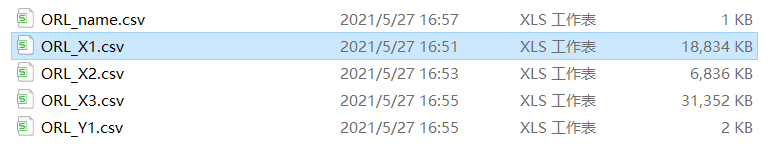 ORL_name.csv 2021/5/27 16:57 XLS 工作表 1 KB
ORL_X1.csv 2021/5/27 16:51 XLS 工作表 18,834 KB
ORL_X2.csv 2021/5/27 16:53 XLS 工作表 6,836 KB
ORL_X3.csv 2021/5/27 16:55 XLS 工作表 31,352 KB
ORL_Y1.csv 2021/5/27 16:55 XLS 工作表 2 KB